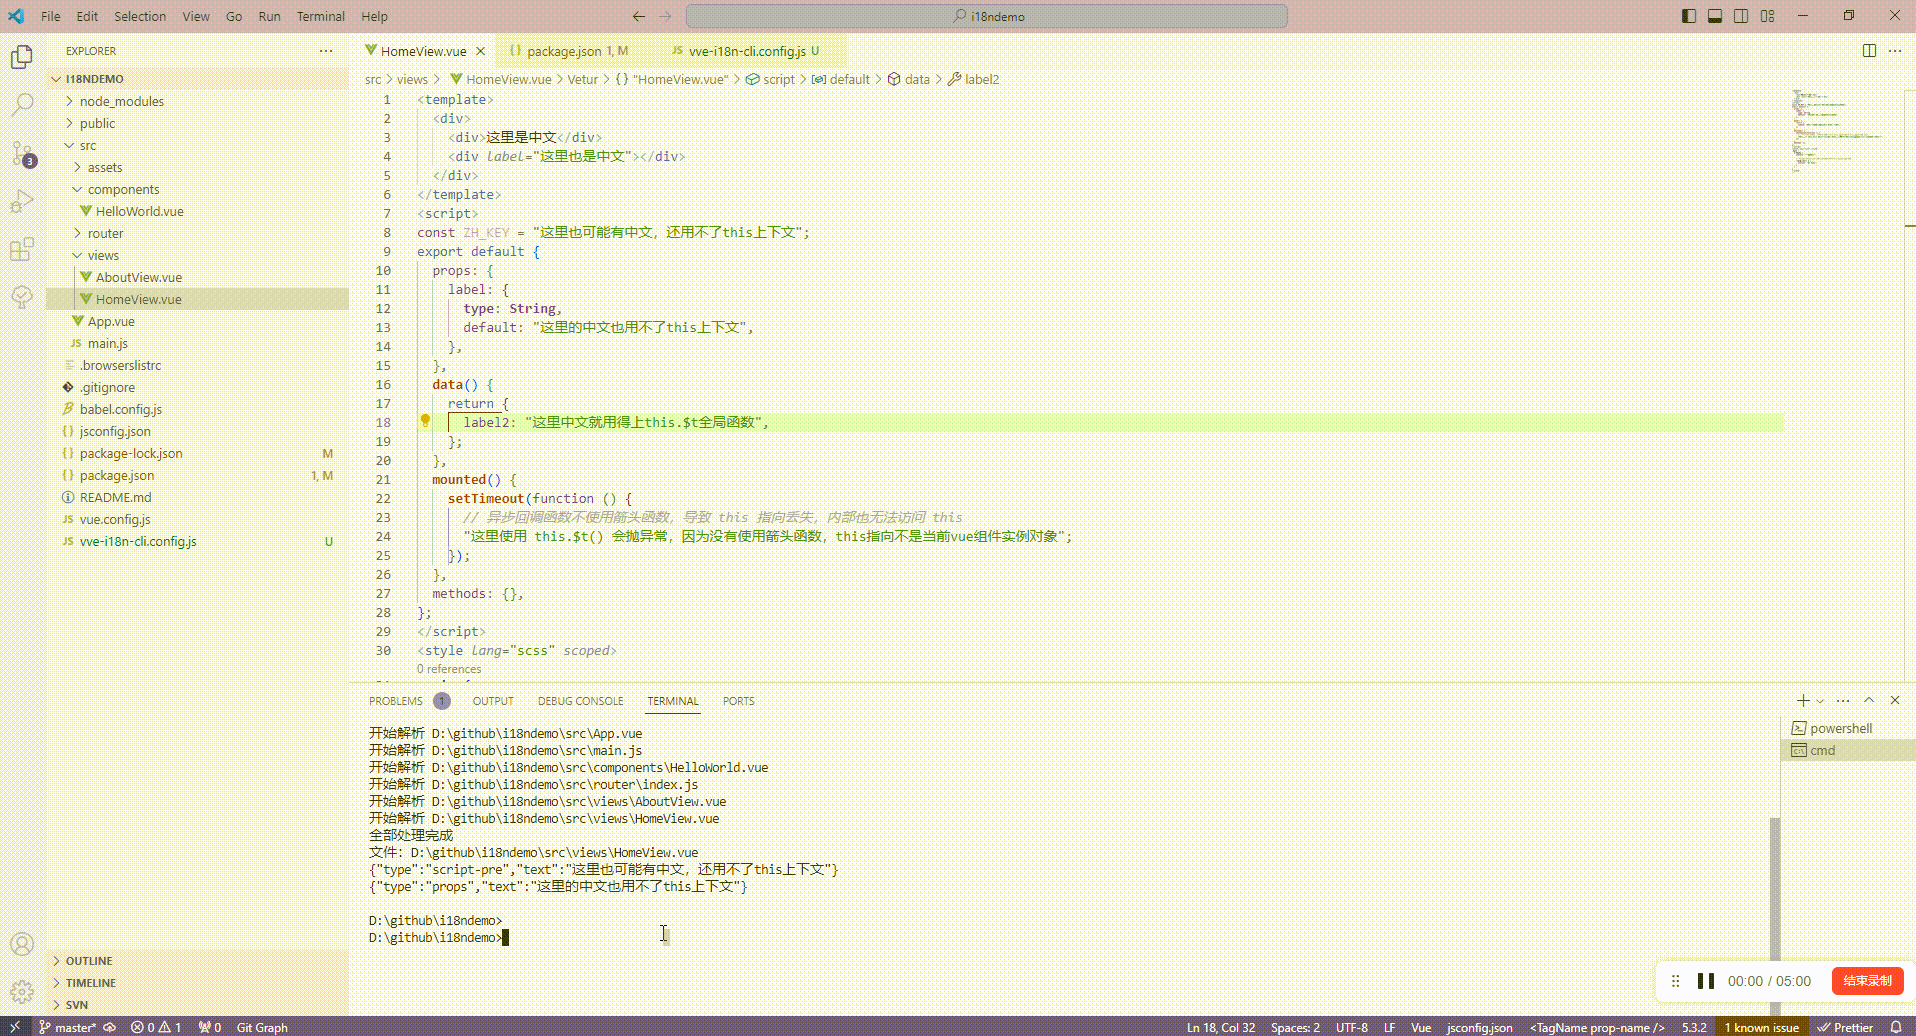 File Edit Selection View Go Run Terminal Help
i18ndemo
EXPLORER
I18NDEMO
node_modules
public
src
assets
components
HelloWorld.vue
router
views
AboutView.vue
HomeView.vue
App.vue
JS main.js
.browserslistrc
.gitignore
babel.config.js
{} jsconfig.json
{} package-lock.json M
{} package.json 1, M
README.md
JS vue.config.js
JS vve-i18n-cli.config.js U
OUTLINE
TIMELINE
SVN
3
HomeView.vue
{} package.json 1, M
JS vve-i18n-cli.config.js U
src > views > HomeView.vue > Vetur > {} "HomeView.vue" > script > default > data > label2
1 <template>
2 <div>
3 <div>这里是中文</div>
4 <div label="这里也是中文"></div>
5 </div>
6 </template>
7 <script>
8 const ZH_KEY = "这里也可能有中文，还用不了this上下文";
9 export default {
10 props: {
11 label: {
12 type: String,
13 default: "这里的中文也用不了this上下文",
14 },
15 },
16 data() {
17 return {
18 label2: "这里中文就用得上this.$t全局函数",
19 };
20 },
21 mounted() {
22 setTimeout(function () {
23 // 异步回调函数不使用箭头函数，导致 this 指向丢失，内部也无法访问 this
24 "这里使用 this.$t() 会抛异常，因为没有使用箭头函数，this指向不是当前vue组件实例对象";
25 });
26 },
27 methods: {},
28 };
29 </script>
30 <style lang="scss" scoped>
0 references
PROBLEMS 1 OUTPUT DEBUG CONSOLE TERMINAL PORTS
开始解析 D:\github\i18ndemo\src\App.vue
开始解析 D:\github\i18ndemo\src\main.js
开始解析 D:\github\i18ndemo\src\components\HelloWorld.vue
开始解析 D:\github\i18ndemo\src\router\index.js
开始解析 D:\github\i18ndemo\src\views\AboutView.vue
开始解析 D:\github\i18ndemo\src\views\HomeView.vue
全部处理完成
文件: D:\github\i18ndemo\src\views\HomeView.vue
{"type":"script-pre","text":"这里也可能有中文，还用不了this上下文"}
{"type":"props","text":"这里的中文也用不了this上下文"}
D:\github\i18ndemo>
D:\github\i18ndemo>
powershell
cmd
00:00 / 05:00 结束录制
master* 0 1 0 Git Graph Ln 18, Col 32 Spaces: 2 UTF-8 LF Vue jsconfig.json <TagName prop-name /> 5.3.2 1 known issue Prettier